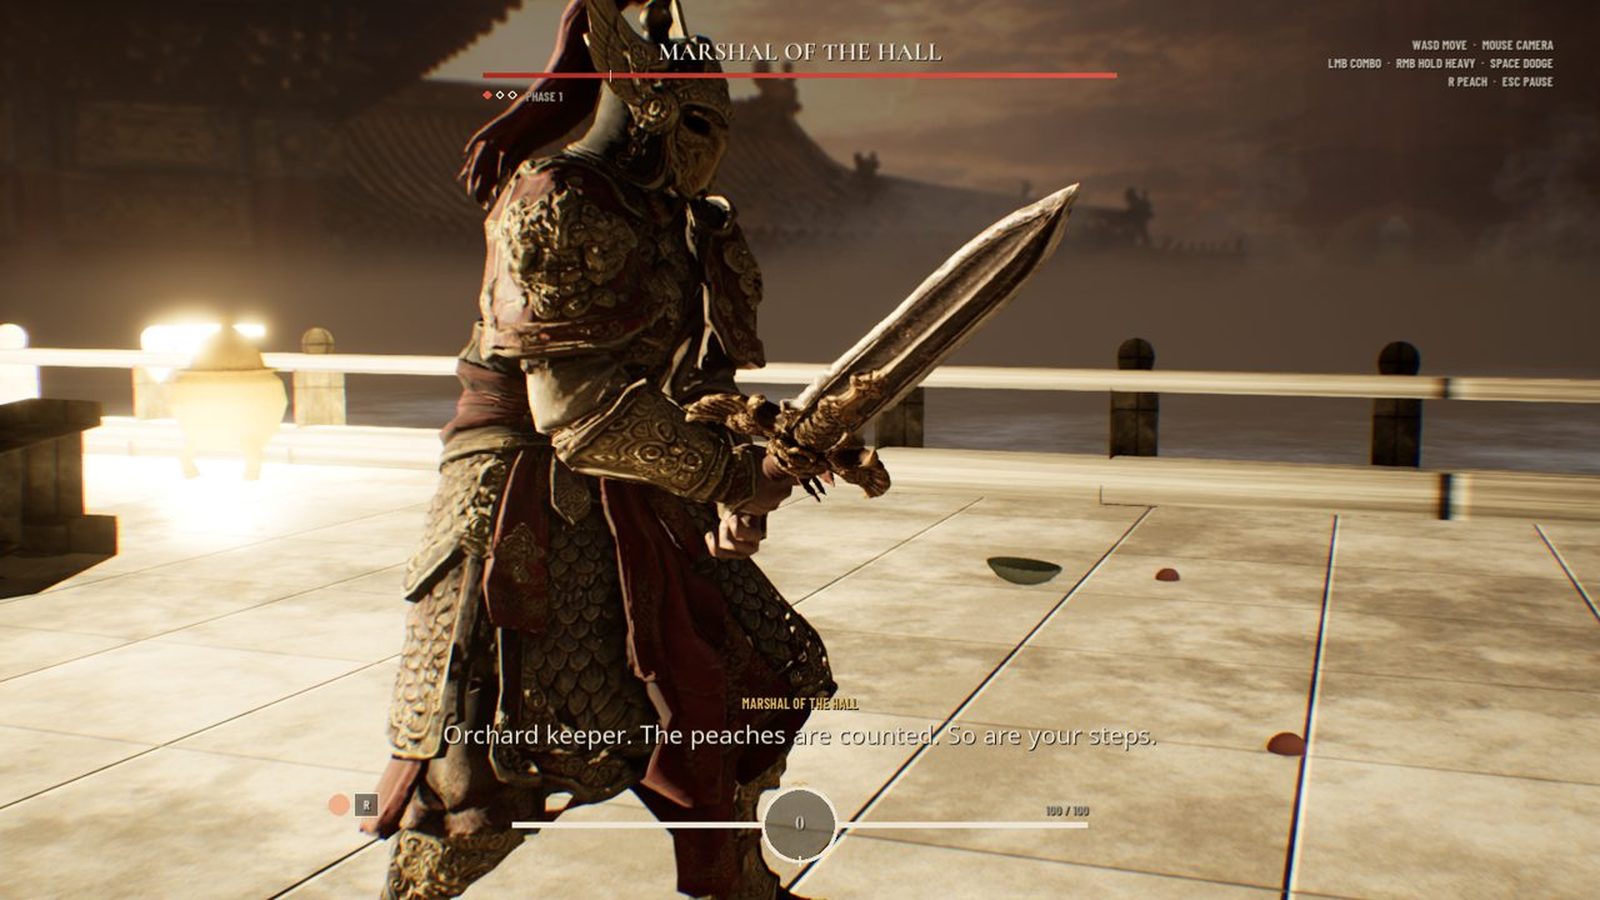 MARSHAL OF THE HALL
WASD MOVE · MOUSE CAMERA
LMB COMBO · RMB HOLD HEAVY · SPACE DODGE
R PEACH · ESC PAUSE
PHASE 1
MARSHAL OF THE HALL
Orchard keeper. The peaches are counted. So are your steps.
R
0
100 / 100